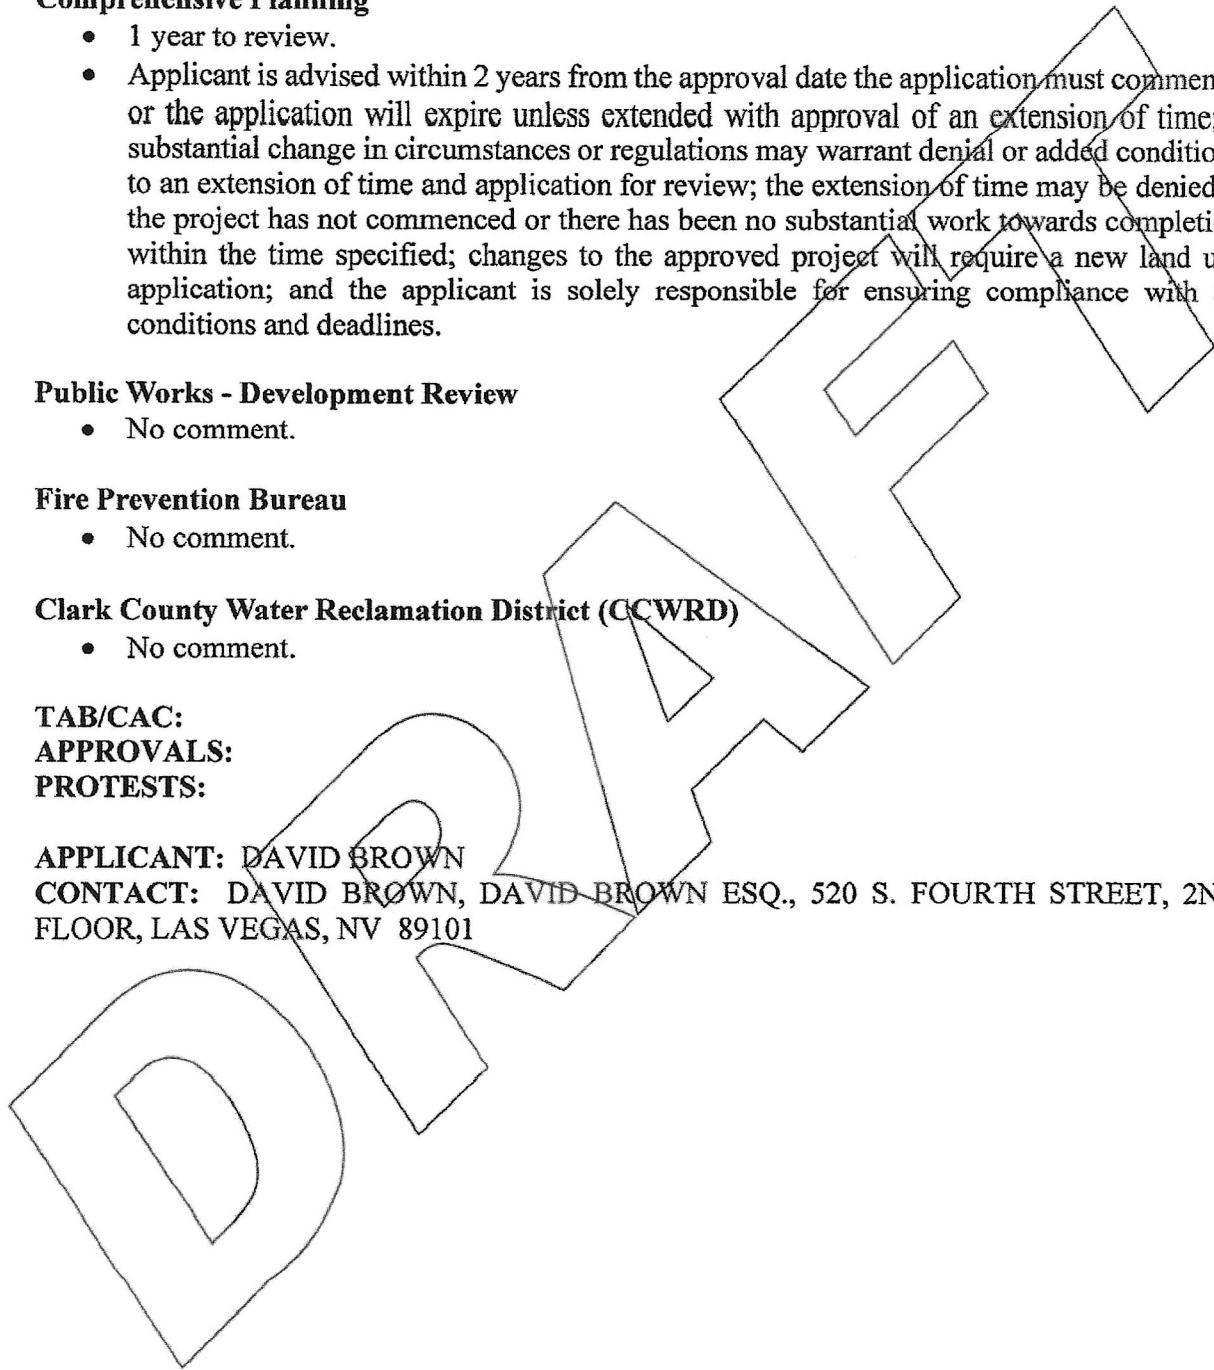 Comprehensive Planning
• 1 year to review.
• Applicant is advised within 2 years from the approval date the application must commen
or the application will expire unless extended with approval of an extension of time;
substantial change in circumstances or regulations may warrant denial or added conditio
to an extension of time and application for review; the extension of time may be denied
the project has not commenced or there has been no substantial work towards completi
within the time specified; changes to the approved project will require a new land u
application; and the applicant is solely responsible for ensuring compliance with
conditions and deadlines.
Public Works - Development Review
• No comment.
Fire Prevention Bureau
• No comment.
Clark County Water Reclamation District (CCWRD)
• No comment.
TAB/CAC:
APPROVALS:
PROTESTS:
APPLICANT: DAVID BROWN
CONTACT: DAVID BROWN, DAVID BROWN ESQ., 520 S. FOURTH STREET, 2N
FLOOR, LAS VEGAS, NV 89101
DRAFT